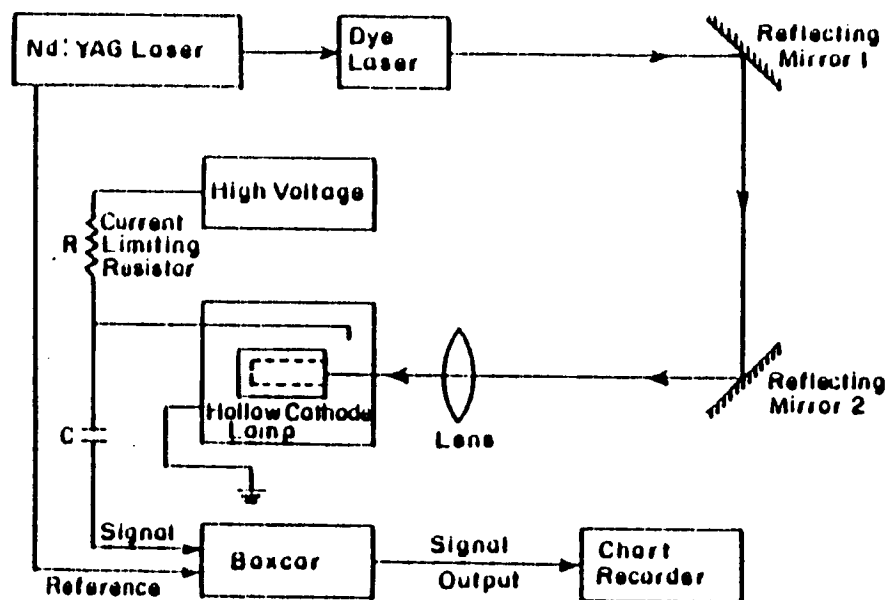 Nd:YAG Laser
Dye
Laser
Reflecting
Mirror 1
High Voltage
R
Current
Limiting
Resistor
Hollow Cathode
Lamp
Lens
Reflecting
Mirror 2
C
Signal
Reference
Boxcar
Signal
Output
Chart
Recorder